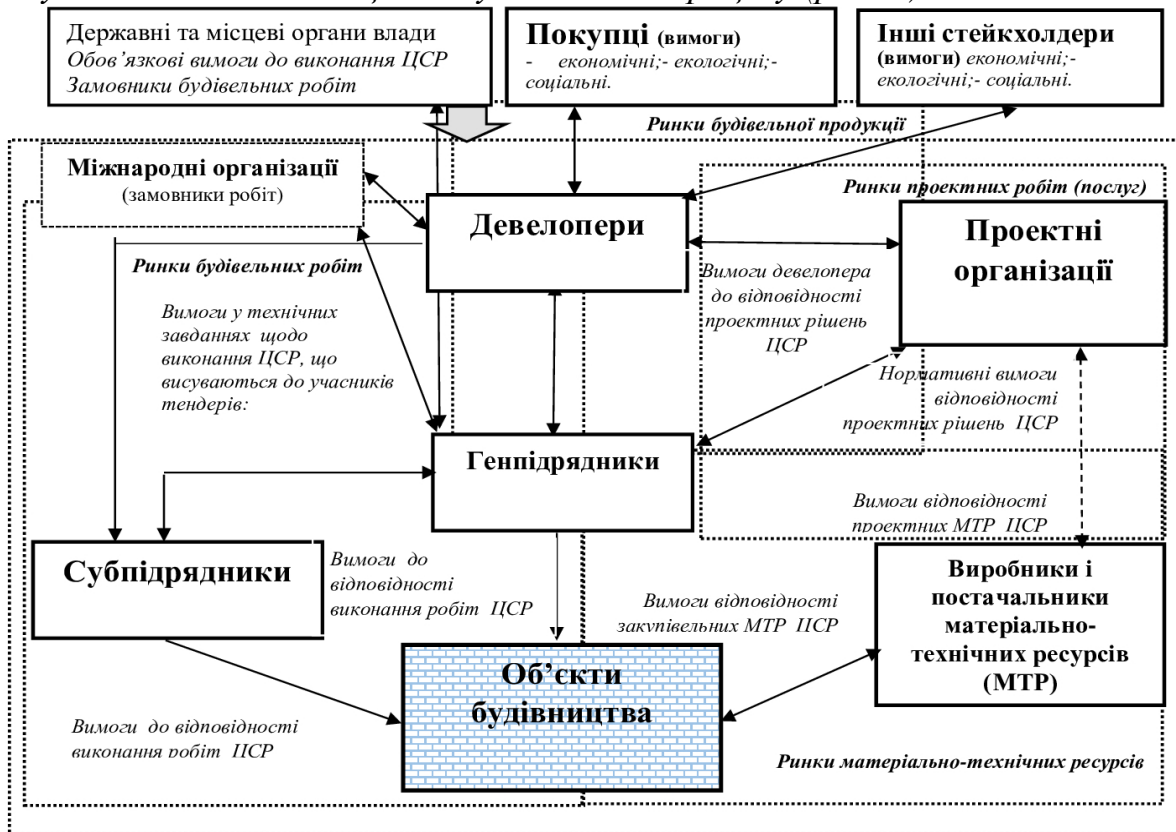 Державні та місцеві органи влади
Обов’язкові вимоги до виконання ЦСР
Замовники будівельних робіт
Покупці (вимоги)
- економічні;- екологічні;-
соціальні.
Інші стейкхолдери
(вимоги) економічні;-
екологічні;- соціальні.
Ринки будівельної продукції
Міжнародні організації
(замовники робіт)
Ринки проектних робіт (послуг)
Девелопери
Проектні
організації
Ринки будівельних робіт
Вимоги девелопера
до відповідності
проектних рішень
ЦСР
Вимоги у технічних
завданнях щодо
виконання ЦСР, що
висуваються до учасників
тендерів:
Нормативні вимоги
відповідності
проектних рішень ЦСР
Генпідрядники
Вимоги відповідності
проектних МТР ЦСР
Субпідрядники
Вимоги до
відповідності
виконання робіт ЦСР
Вимоги відповідності
закупівельних МТР ЦСР
Виробники і
постачальники
матеріально-
технічних ресурсів
(МТР)
Об’єкти
будівництва
Вимоги до відповідності
виконання робіт ЦСР
Ринки матеріально-технічних ресурсів